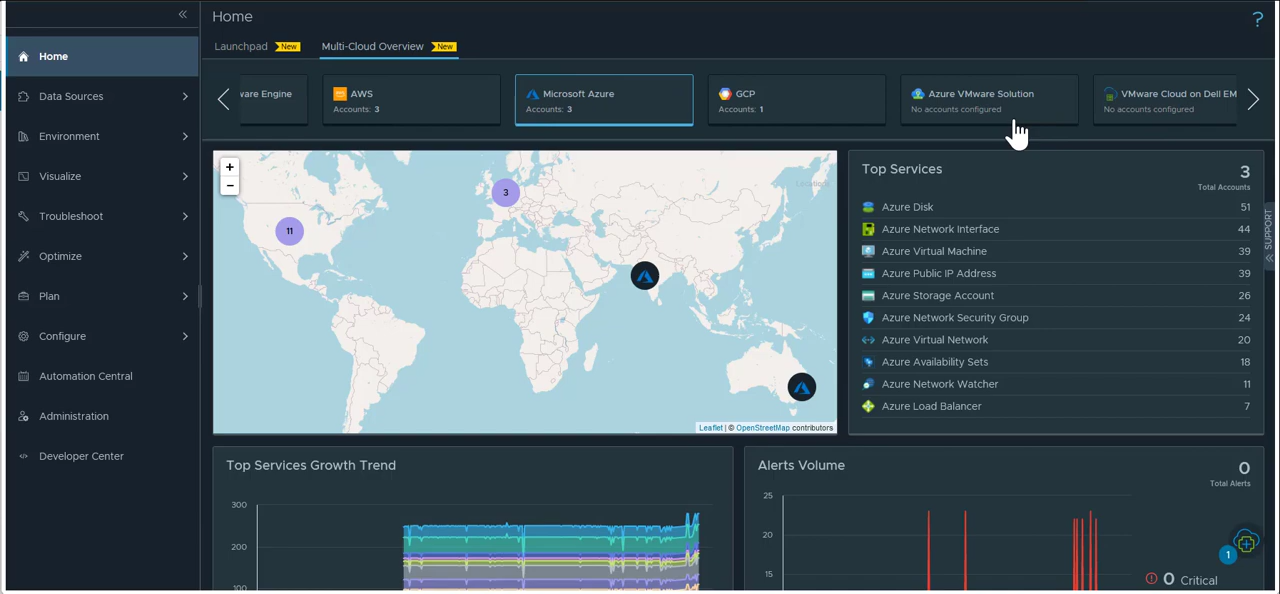 Home
Data Sources
Environment
Visualize
Troubleshoot
Optimize
Plan
Configure
Automation Central
Administration
Developer Center
Home
?
Launchpad New
Multi-Cloud Overview New
ware Engine
AWS
Accounts: 3
Microsoft Azure
Accounts: 3
GCP
Accounts: 1
Azure VMware Solution
No accounts configured
VMware Cloud on Dell EM
No accounts configured
+
−
11
3
Leaflet | © OpenStreetMap contributors
Top Services
3
Total Accounts
Azure Disk 51
Azure Network Interface 44
Azure Virtual Machine 39
Azure Public IP Address 39
Azure Storage Account 26
Azure Network Security Group 24
Azure Virtual Network 20
Azure Availability Sets 18
Azure Network Watcher 11
Azure Load Balancer 7
SUPPORT
Top Services Growth Trend
300
200
100
Alerts Volume
0
Total Alerts
25
20
15
0 Critical
1